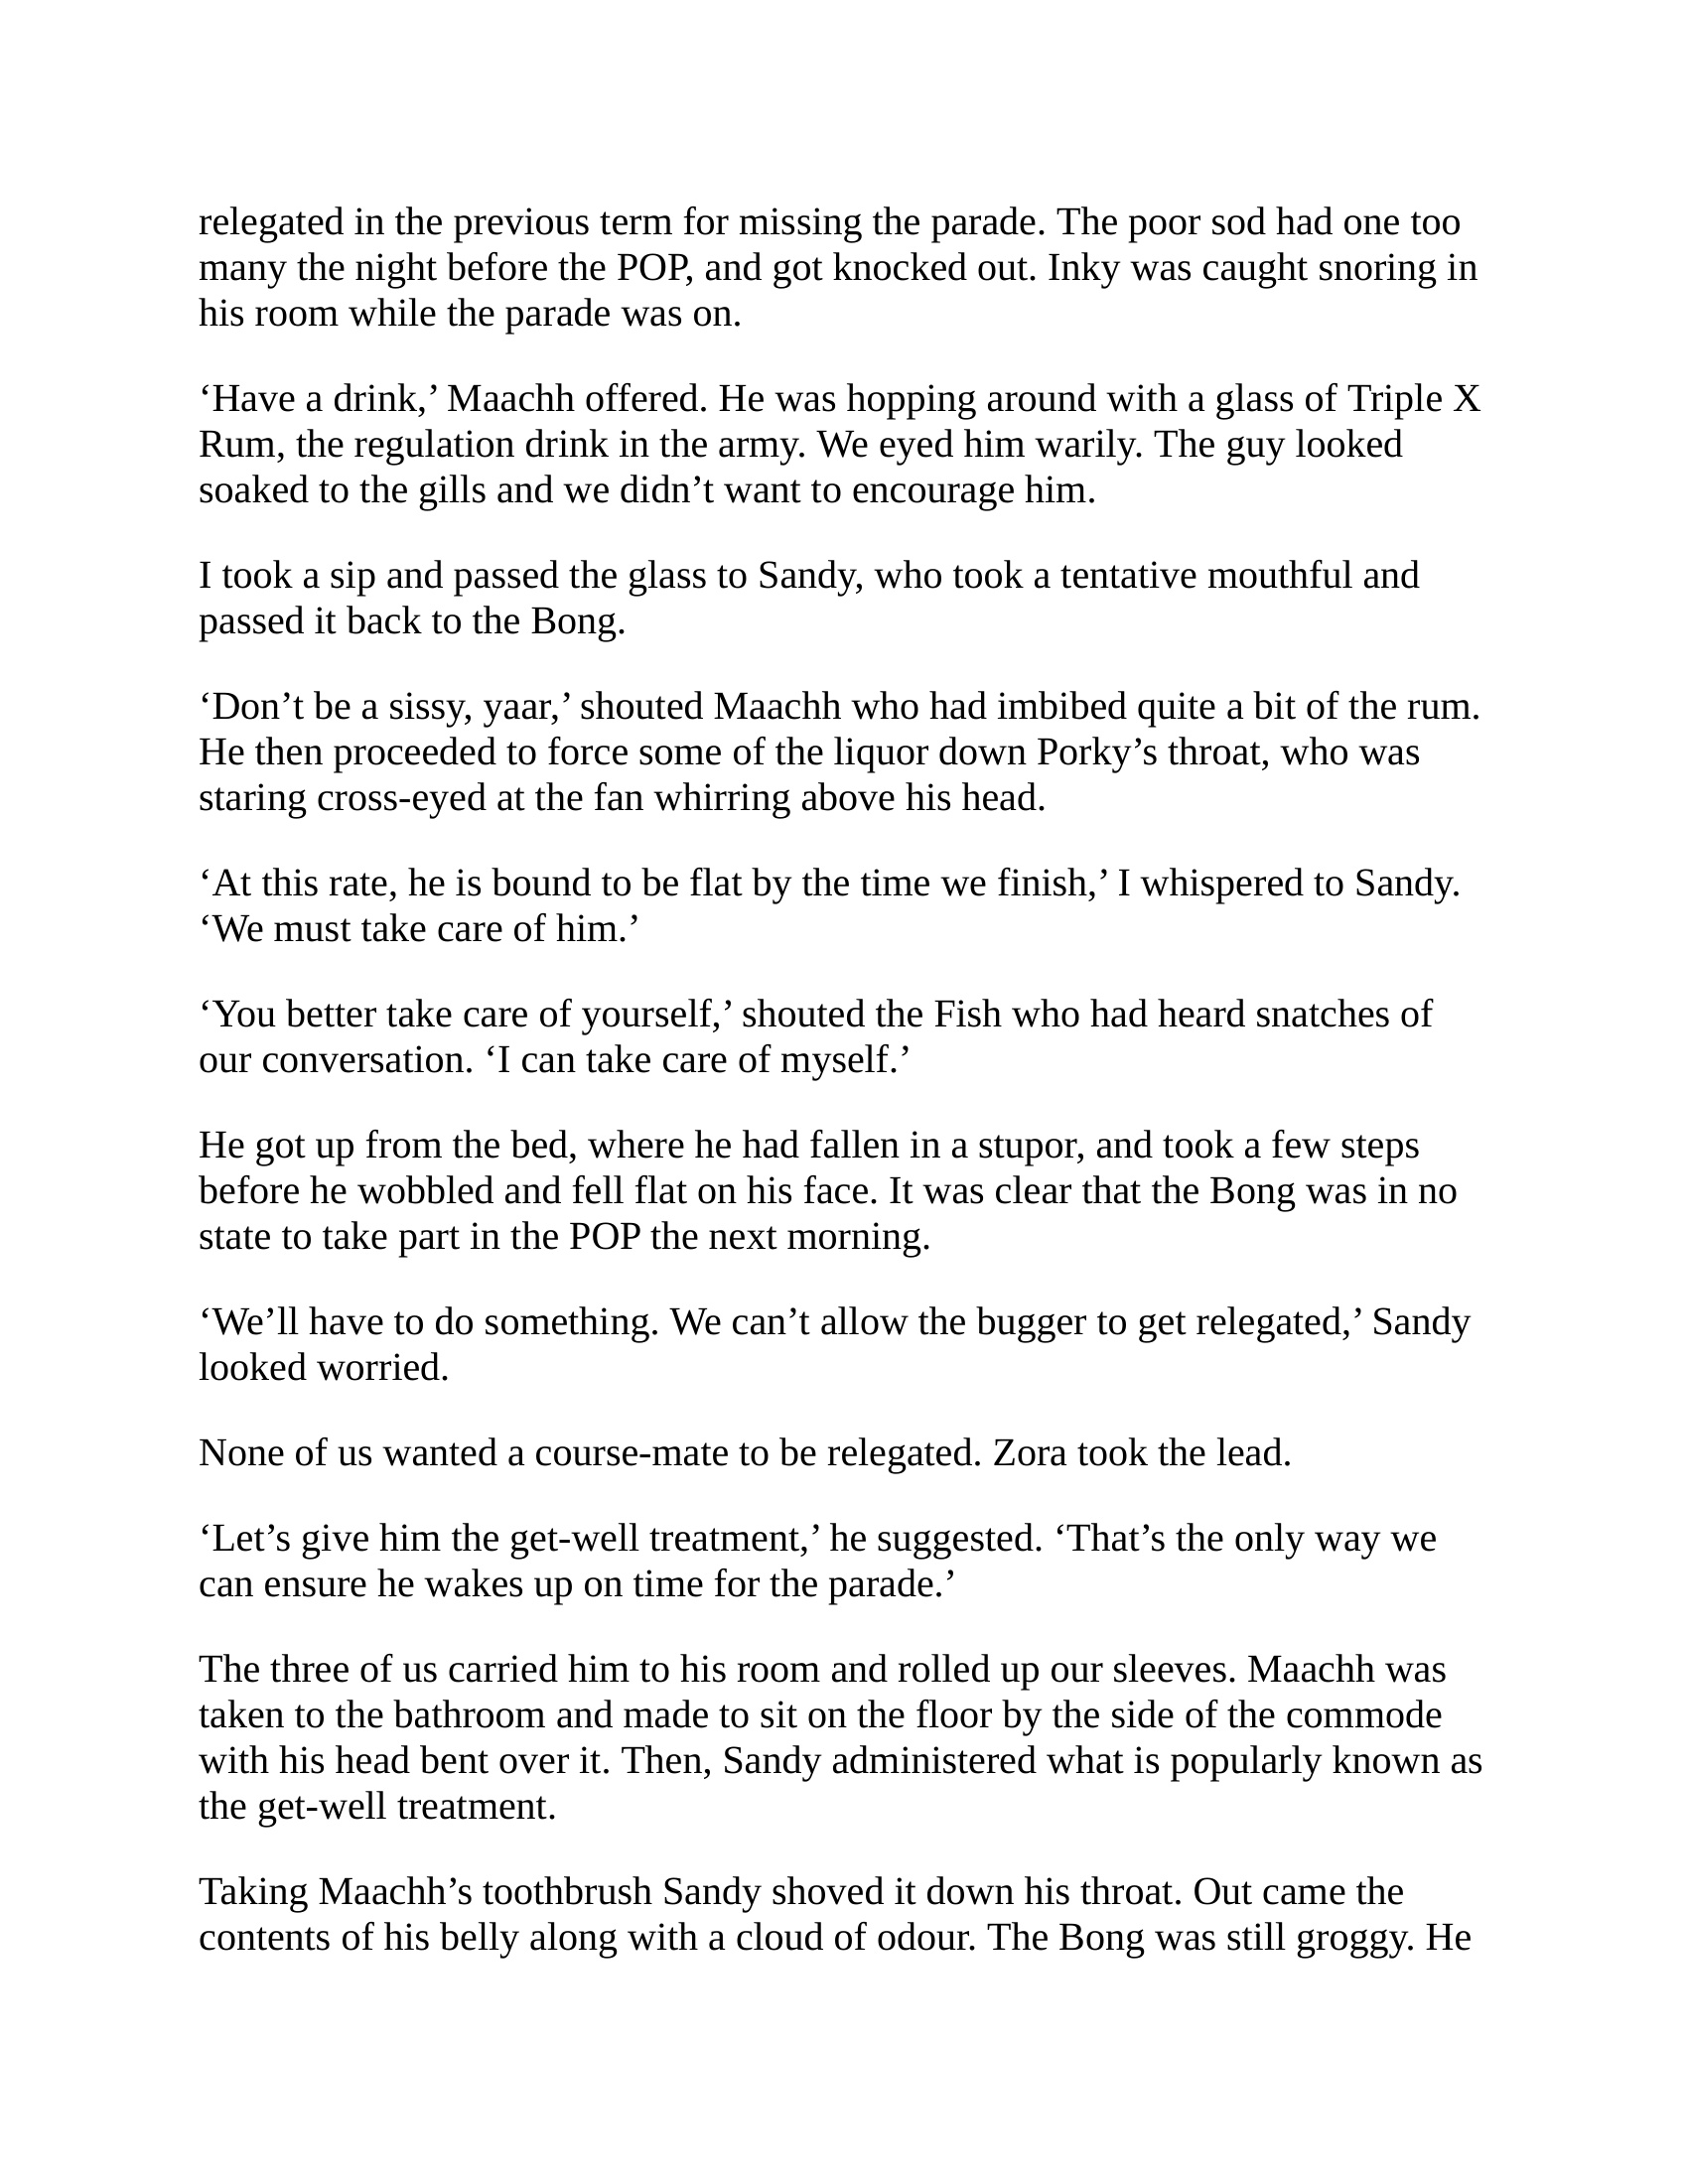 relegated in the previous term for missing the parade. The poor sod had one too
many the night before the POP, and got knocked out. Inky was caught snoring in
his room while the parade was on.
‘Have a drink,’ Maachh offered. He was hopping around with a glass of Triple X
Rum, the regulation drink in the army. We eyed him warily. The guy looked
soaked to the gills and we didn’t want to encourage him.
I took a sip and passed the glass to Sandy, who took a tentative mouthful and
passed it back to the Bong.
‘Don’t be a sissy, yaar,’ shouted Maachh who had imbibed quite a bit of the rum.
He then proceeded to force some of the liquor down Porky’s throat, who was
staring cross-eyed at the fan whirring above his head.
‘At this rate, he is bound to be flat by the time we finish,’ I whispered to Sandy.
‘We must take care of him.’
‘You better take care of yourself,’ shouted the Fish who had heard snatches of
our conversation. ‘I can take care of myself.’
He got up from the bed, where he had fallen in a stupor, and took a few steps
before he wobbled and fell flat on his face. It was clear that the Bong was in no
state to take part in the POP the next morning.
‘We’ll have to do something. We can’t allow the bugger to get relegated,’ Sandy
looked worried.
None of us wanted a course-mate to be relegated. Zora took the lead.
‘Let’s give him the get-well treatment,’ he suggested. ‘That’s the only way we
can ensure he wakes up on time for the parade.’
The three of us carried him to his room and rolled up our sleeves. Maachh was
taken to the bathroom and made to sit on the floor by the side of the commode
with his head bent over it. Then, Sandy administered what is popularly known as
the get-well treatment.
Taking Maachh’s toothbrush Sandy shoved it down his throat. Out came the
contents of his belly along with a cloud of odour. The Bong was still groggy. He